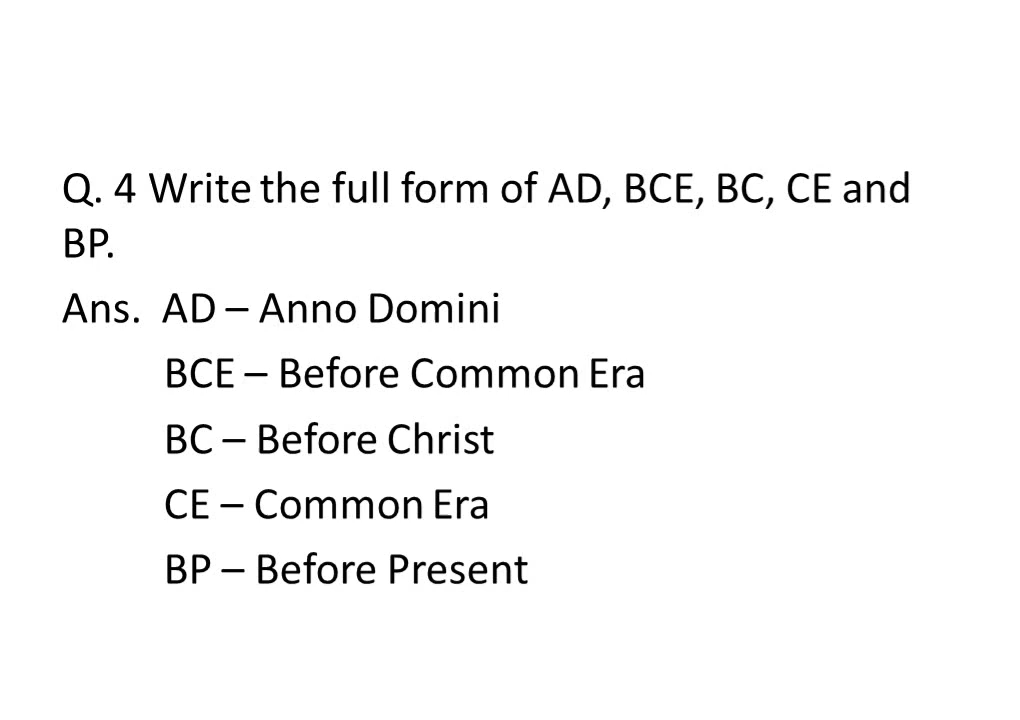 Q. 4 Write the full form of AD, BCE, BC, CE and
BP.
Ans. AD – Anno Domini
BCE – Before Common Era
BC – Before Christ
CE – Common Era
BP – Before Present